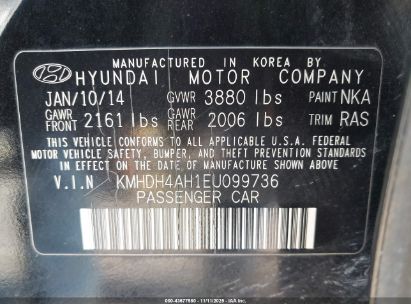 MANUFACTURED IN KOREA BY
HYUNDAI MOTOR COMPANY
JAN/10/14 GVWR 3880 lbs PAINT NKA
GAWR FRONT 2161 lbs GAWR REAR 2006 lbs TRIM RAS
THIS VEHICLE CONFORMS TO ALL APPLICABLE U.S.A. FEDERAL
MOTOR VEHICLE SAFETY, BUMPER, AND THEFT PREVENTION STANDARDS
IN EFFECT ON THE DATE OF MANUFACTURE SHOWN ABOVE.
V.I.N KMHDH4AH1EU099736
PASSENGER CAR